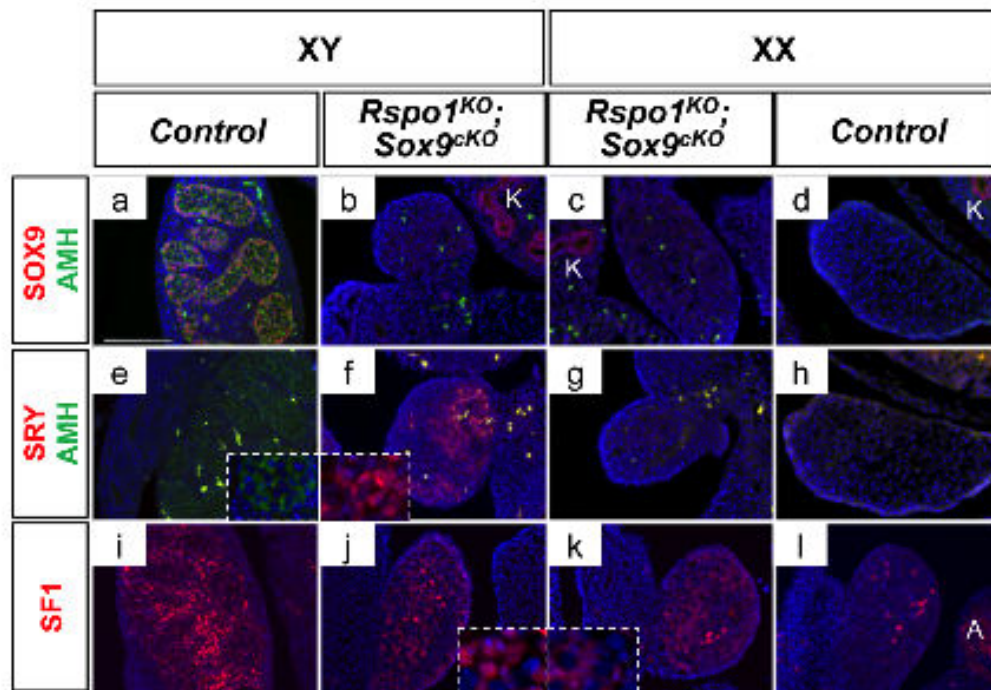 XY XX
Control Rspo1KO; Sox9cKO Rspo1KO; Sox9cKO Control
SOX9 AMH
a b K c K d K
SRY AMH
e f g h
SF1
i j k l A